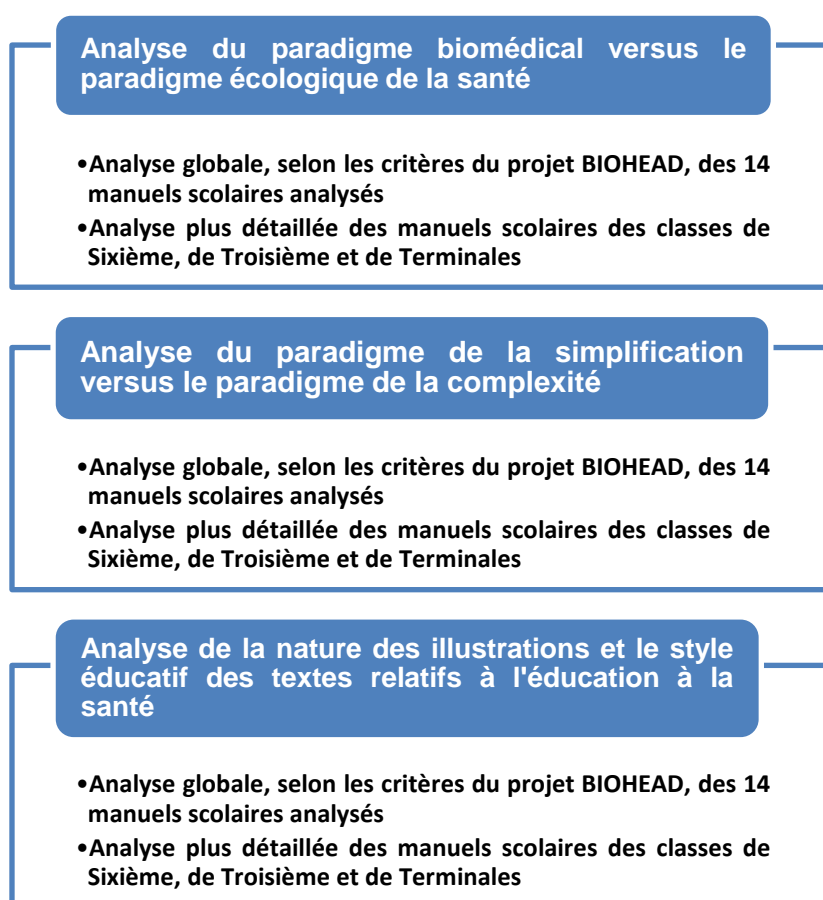 Analyse du paradigme biomédical versus le
paradigme écologique de la santé
•Analyse globale, selon les critères du projet BIOHEAD, des 14
manuels scolaires analysés
•Analyse plus détaillée des manuels scolaires des classes de
Sixième, de Troisième et de Terminales
Analyse du paradigme de la simplification
versus le paradigme de la complexité
•Analyse globale, selon les critères du projet BIOHEAD, des 14
manuels scolaires analysés
•Analyse plus détaillée des manuels scolaires des classes de
Sixième, de Troisième et de Terminales
Analyse de la nature des illustrations et le style
éducatif des textes relatifs à l'éducation à la
santé
•Analyse globale, selon les critères du projet BIOHEAD, des 14
manuels scolaires analysés
•Analyse plus détaillée des manuels scolaires des classes de
Sixième, de Troisième et de Terminales